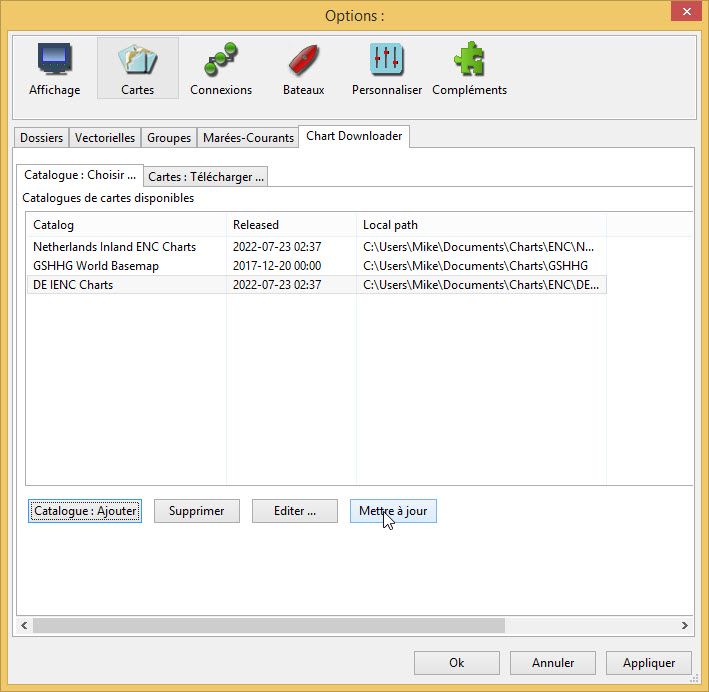 Options :
Affichage Cartes Connexions Bateaux Personnaliser Compléments
Dossiers Vectorielles Groupes Marées-Courants Chart Downloader
Catalogue : Choisir ... Cartes : Télécharger ...
Catalogues de cartes disponibles
Catalog Released Local path
Netherlands Inland ENC Charts 2022-07-23 02:37 C:\Users\Mike\Documents\Charts\ENC\N...
GSHHG World Basemap 2017-12-20 00:00 C:\Users\Mike\Documents\Charts\GSHHG
DE IENC Charts 2022-07-23 02:37 C:\Users\Mike\Documents\Charts\ENC\DE...
Catalogue : Ajouter Supprimer Editer ... Mettre à jour
Ok Annuler Appliquer